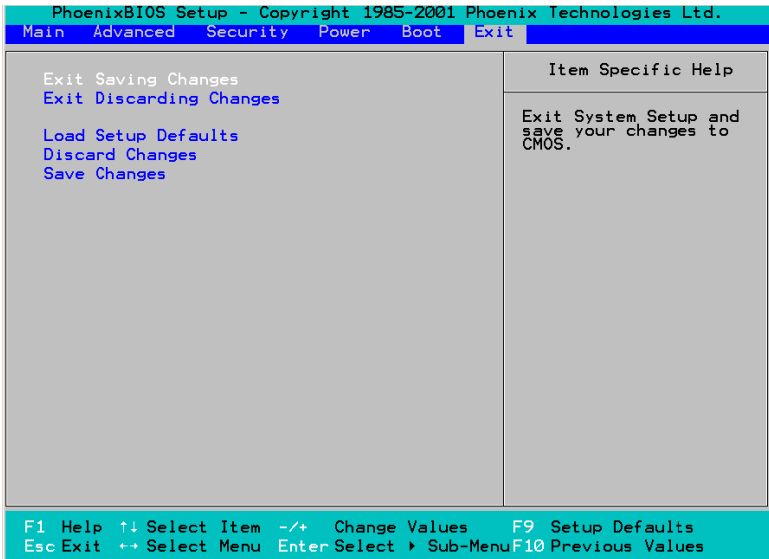 PhoenixBIOS Setup - Copyright 1985-2001 Phoenix Technologies Ltd.
Main Advanced Security Power Boot Exit
Exit Saving Changes
Exit Discarding Changes
Load Setup Defaults
Discard Changes
Save Changes
Item Specific Help
Exit System Setup and
save your changes to
CMOS.
F1 Help ↑↓ Select Item -/+ Change Values F9 Setup Defaults
Esc Exit ↔ Select Menu Enter Select ▸ Sub-Menu F10 Previous Values